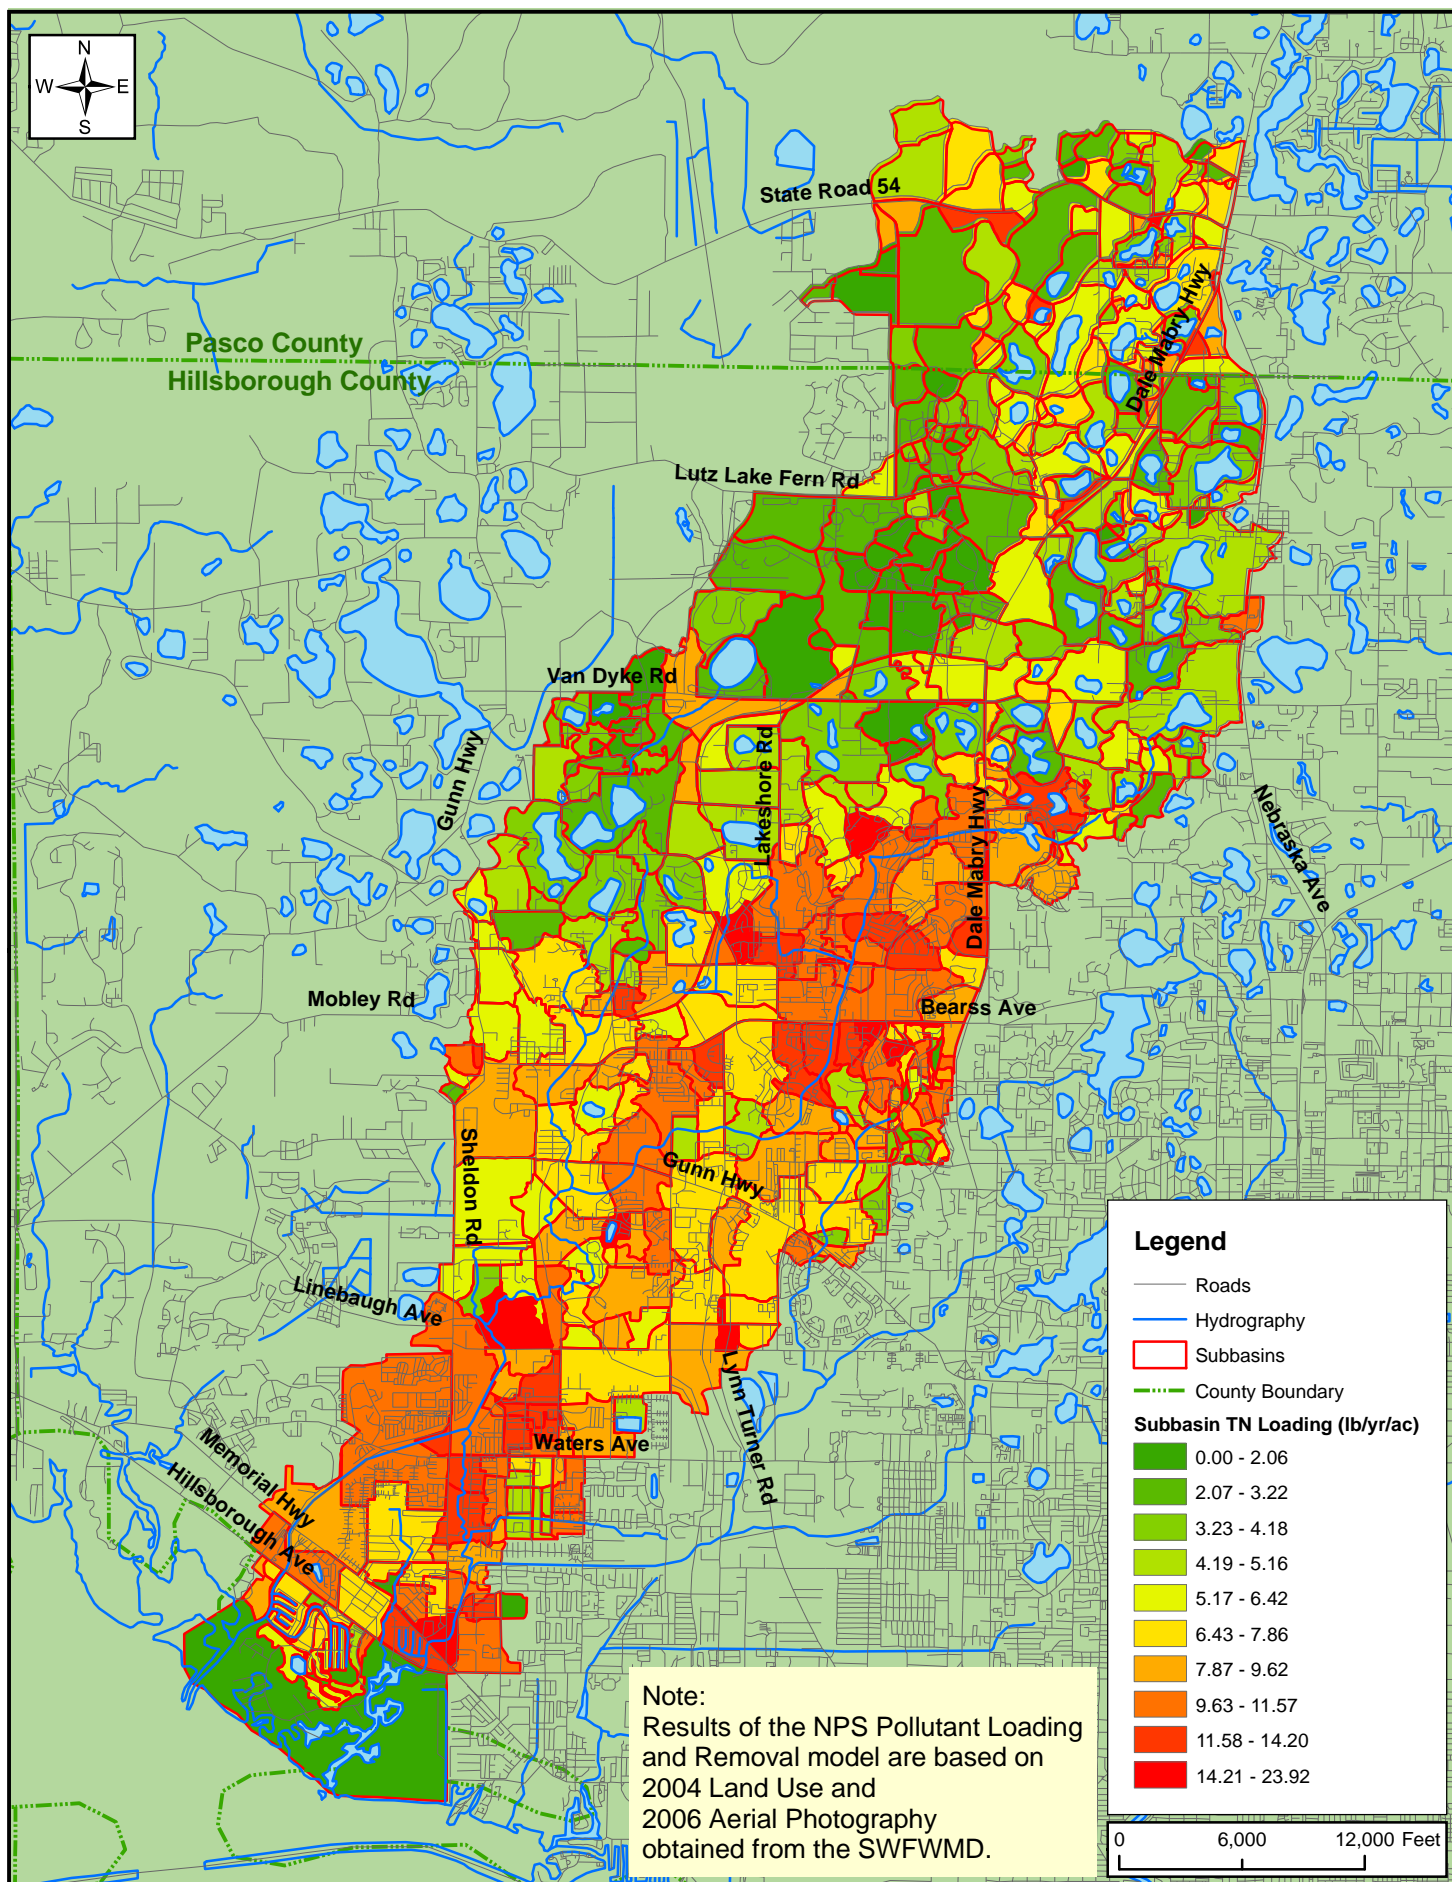 N
W E
S
State Road 54
Dale Mabry Hwy
Pasco County
Hillsborough County
Lutz Lake Fern Rd
Van Dyke Rd
Gunn Hwy
Lakeshore Rd
Dale Mabry Hwy
Nebraska Ave
Mobley Rd
Bearss Ave
Sheldon Rd
Gunn Hwy
Linebaugh Ave
Lynn Turner Rd
Waters Ave
Memorial Hwy
Hillsborough Ave
Legend
Roads
Hydrography
Subbasins
County Boundary
Subbasin TN Loading (lb/yr/ac)
0.00 - 2.06
2.07 - 3.22
3.23 - 4.18
4.19 - 5.16
5.17 - 6.42
6.43 - 7.86
7.87 - 9.62
9.63 - 11.57
11.58 - 14.20
14.21 - 23.92
Note:
Results of the NPS Pollutant Loading
and Removal model are based on
2004 Land Use and
2006 Aerial Photography
obtained from the SWFWMD.
0 6,000 12,000 Feet